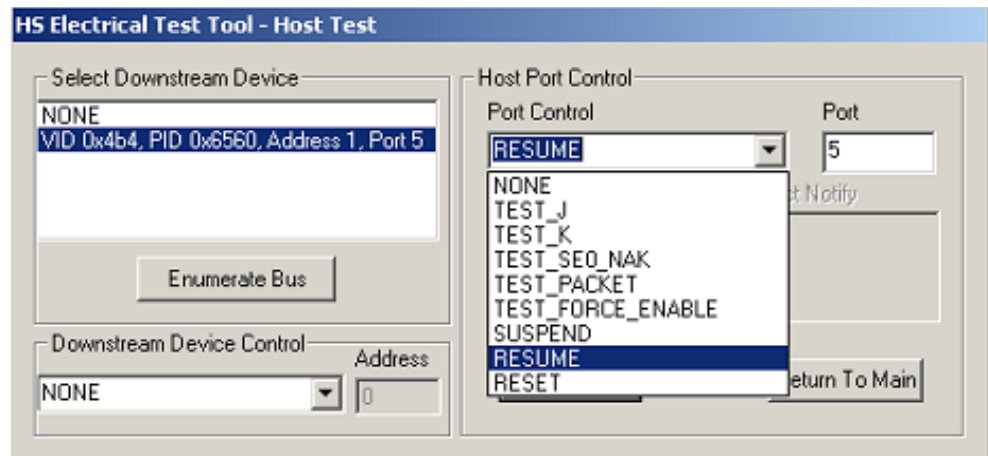 HS Electrical Test Tool - Host Test
Select Downstream Device
NONE
VID 0x4b4, PID 0x6560, Address 1, Port 5
Enumerate Bus
Downstream Device Control
Address
NONE
0
Host Port Control
Port Control
Port
RESUME
5
NONE
TEST_J
TEST_K
TEST_SE0_NAK
TEST_PACKET
TEST_FORCE_ENABLE
SUSPEND
RESUME
RESET
Notify
To Main